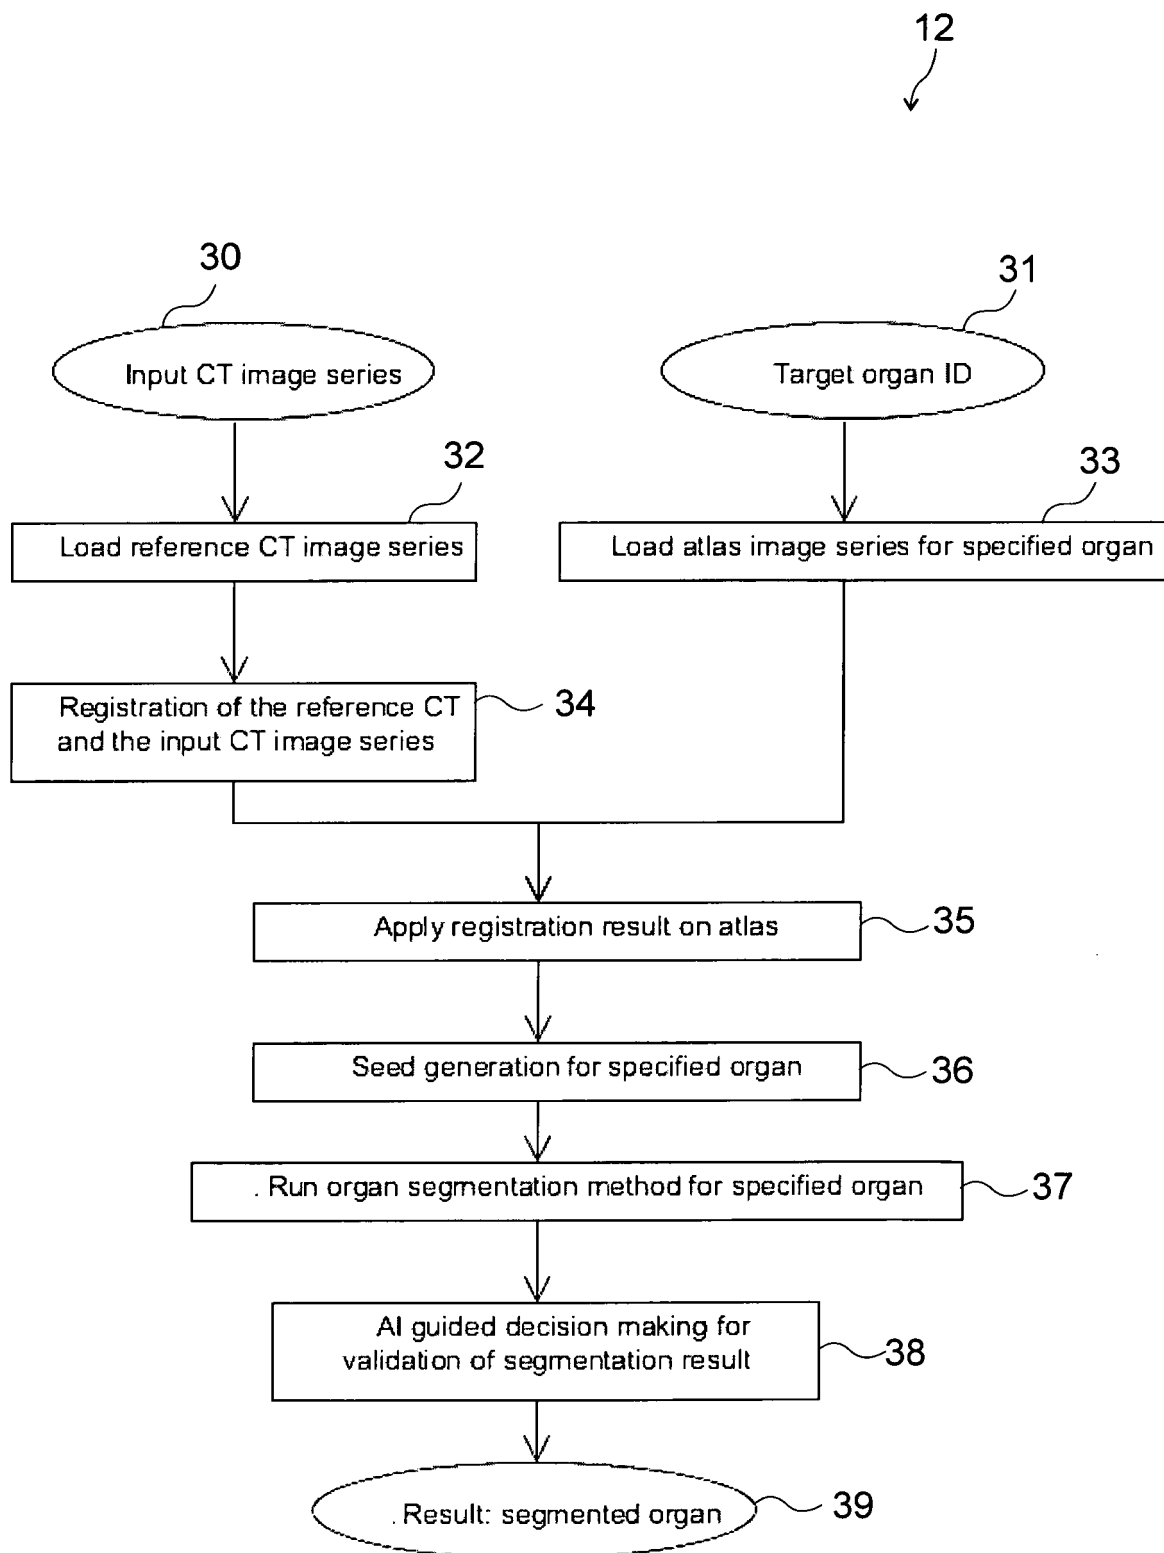 12
30
31
Input CT image series
Target organ ID
32
33
Load reference CT image series
Load atlas image series for specified organ
Registration of the reference CT
and the input CT image series
34
Apply registration result on atlas
35
Seed generation for specified organ
36
. Run organ segmentation method for specified organ
37
AI guided decision making for
validation of segmentation result
38
. Result: segmented organ
39